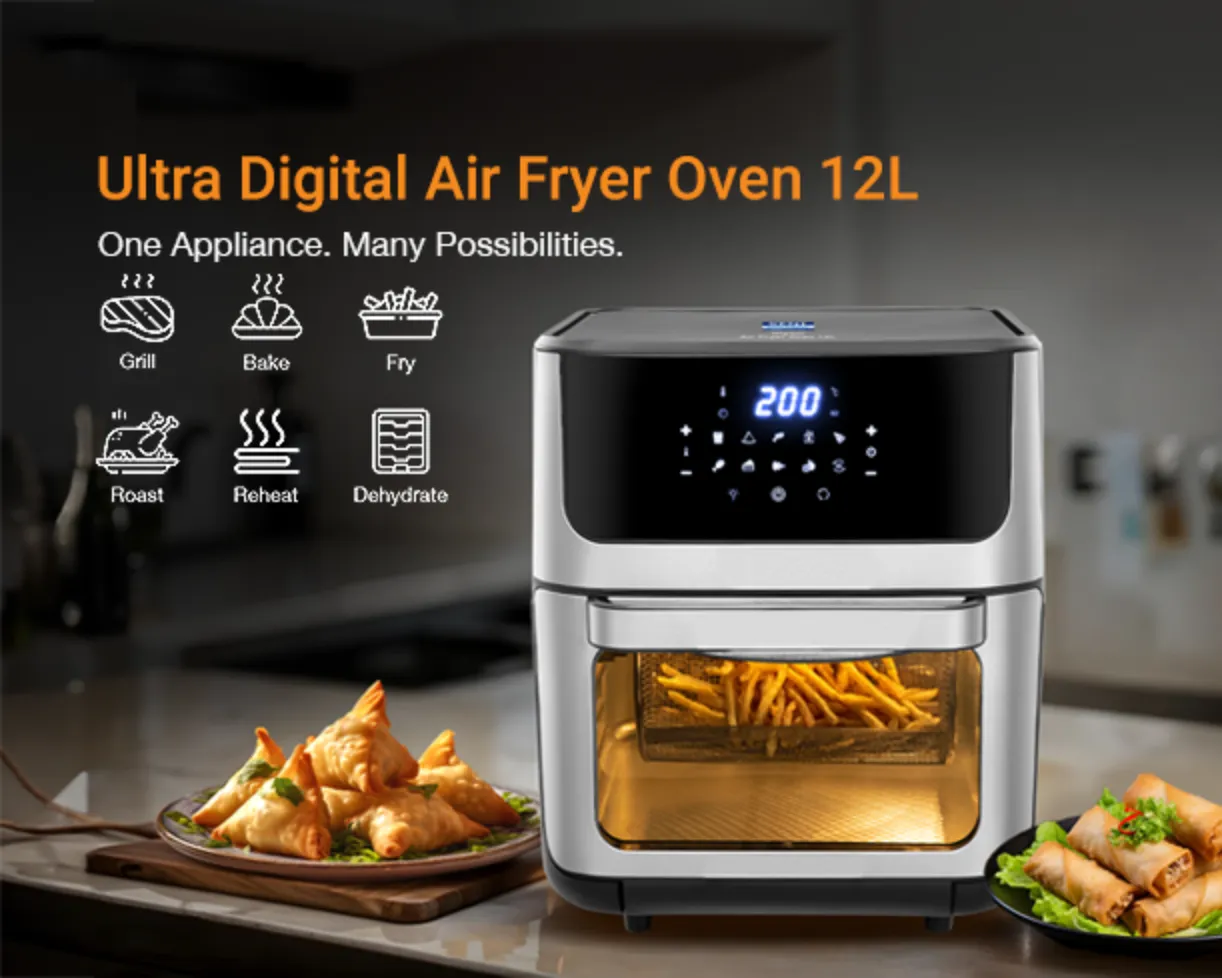 Ultra Digital Air Fryer Oven 12L
One Appliance. Many Possibilities.
Grill Bake Fry
Roast Reheat Dehydrate
200